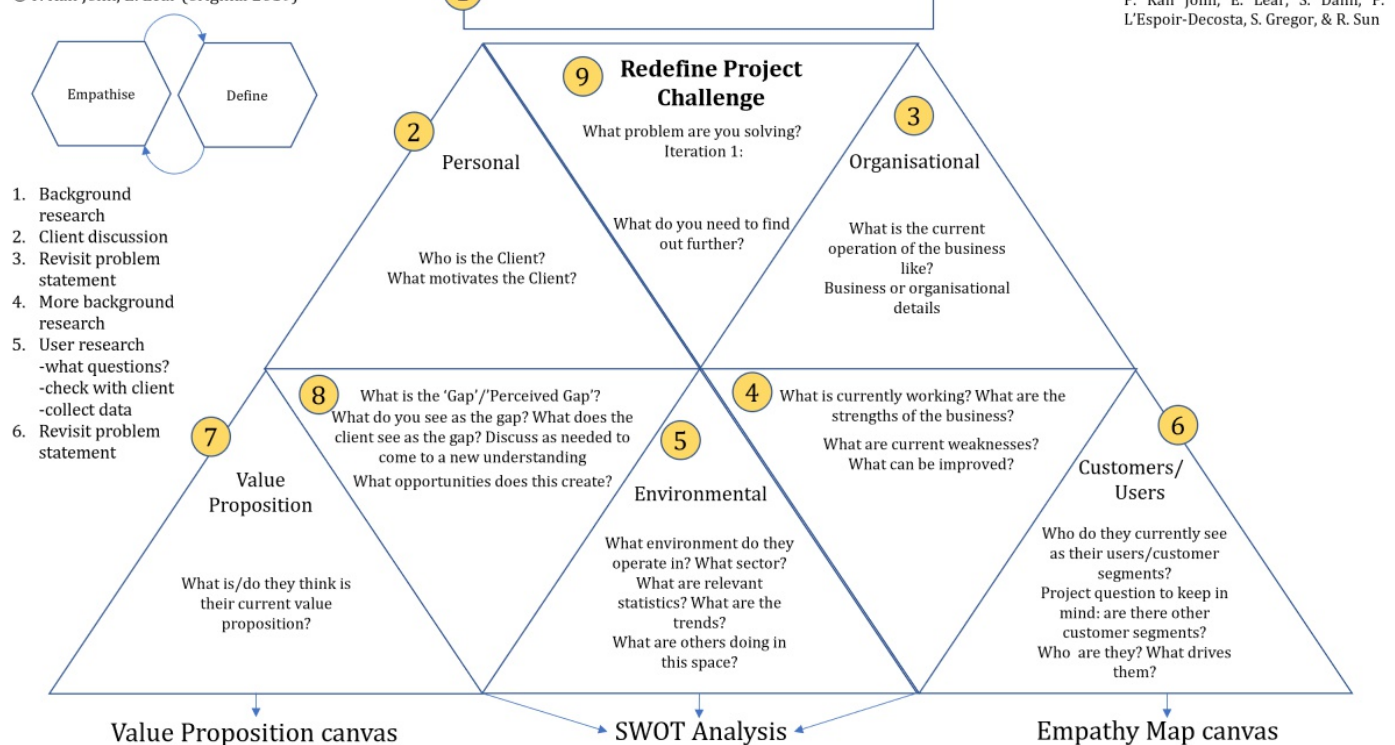 L'Espoir-Decosta, S. Gregor, & R. Sun
Empathise
Define
1. Background
research
2. Client discussion
3. Revisit problem
statement
4. More background
research
5. User research
-what questions?
-check with client
-collect data
6. Revisit problem
statement
9
Redefine Project
Challenge
What problem are you solving?
Iteration 1:
What do you need to find
out further?
2
Personal
Who is the Client?
What motivates the Client?
3
Organisational
What is the current
operation of the business
like?
Business or organisational
details
8
What is the ‘Gap’/’Perceived Gap’?
What do you see as the gap? What does the
client see as the gap? Discuss as needed to
come to a new understanding
What opportunities does this create?
4
What is currently working? What are the
strengths of the business?
What are current weaknesses?
What can be improved?
7
Value
Proposition
What is/do they think is
their current value
proposition?
5
Environmental
What environment do they
operate in? What sector?
What are relevant
statistics? What are the
trends?
What are others doing in
this space?
6
Customers/
Users
Who do they currently see
as their users/customer
segments?
Project question to keep in
mind: are there other
customer segments?
Who are they? What drives
them?
Value Proposition canvas
SWOT Analysis
Empathy Map canvas